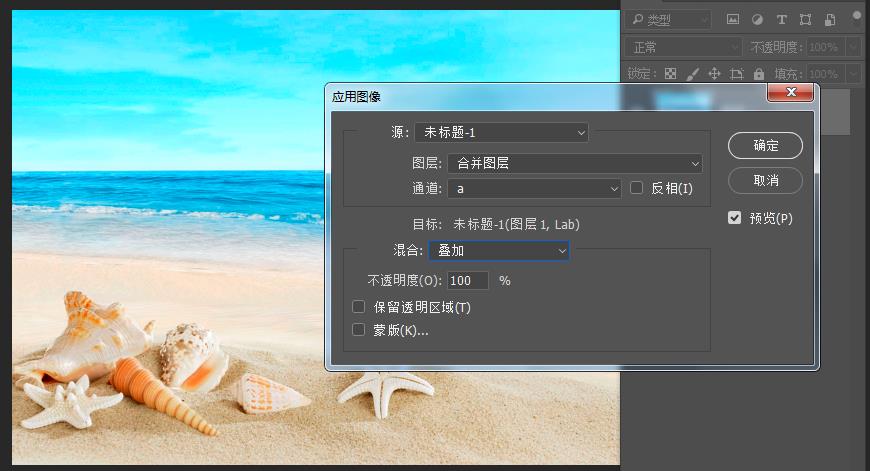 类型
正常
不透明度: 100%
锁定:
填充: 100%
应用图像
源: 未标题-1
图层: 合并图层
通道: a
反相(I)
目标: 未标题-1(图层 1, Lab)
混合: 叠加
不透明度(O): 100 %
保留透明区域(T)
蒙版(K)...
确定
取消
预览(P)